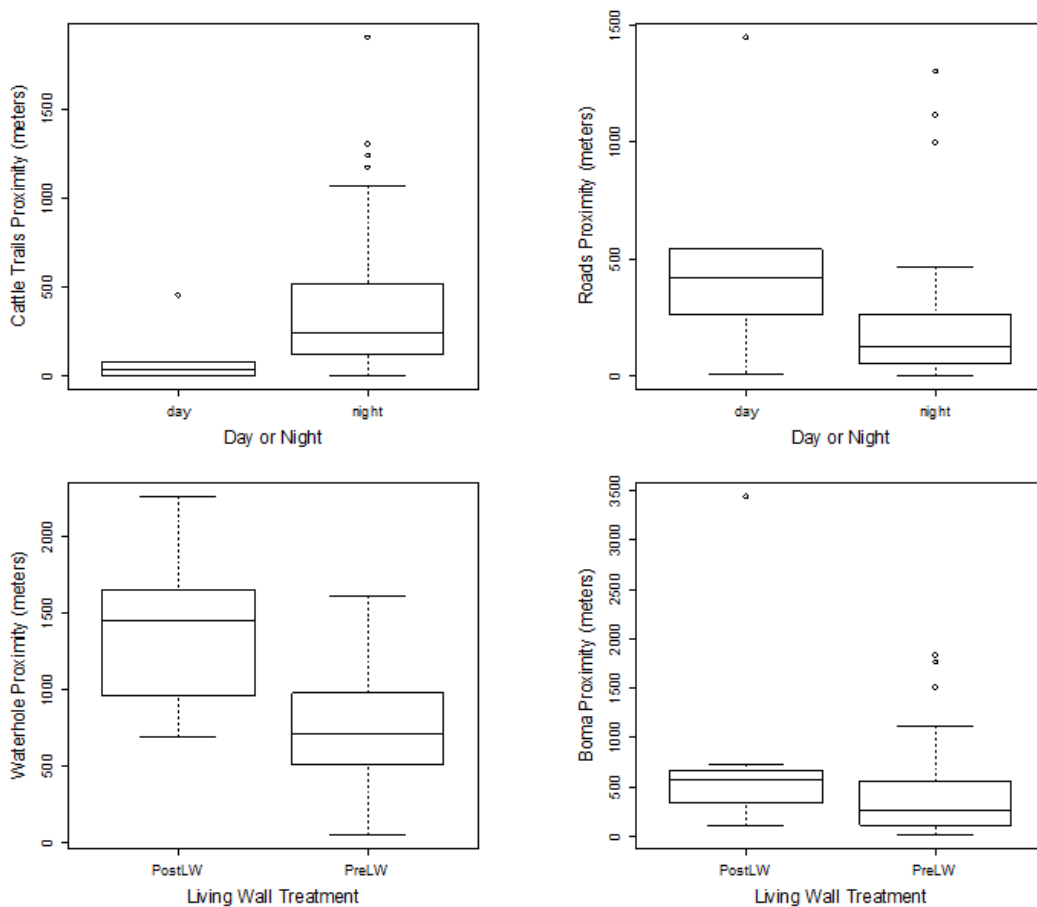 Cattle Trails Proximity (meters)
0
500
1000
1500
day
night
Day or Night
Roads Proximity (meters)
0
500
1000
1500
day
night
Day or Night
Waterhole Proximity (meters)
0
500
1000
1500
2000
PostLW
PreLW
Living Wall Treatment
Boma Proximity (meters)
0
500
1000
1500
2000
2500
3000
3500
PostLW
PreLW
Living Wall Treatment